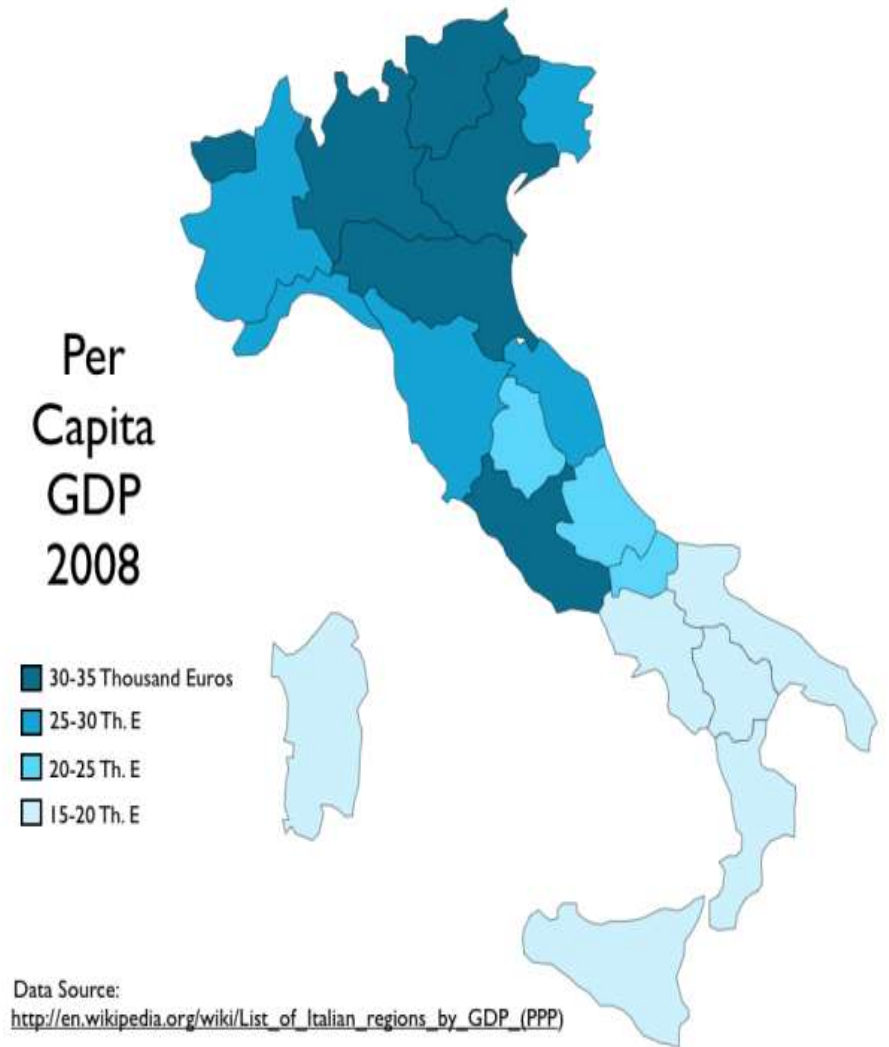 Per
Capita
GDP
2008
30-35 Thousand Euros
25-30 Th. E
20-25 Th. E
15-20 Th. E
Data Source:
http://en.wikipedia.org/wiki/List_of_Italian_regions_by_GDP_(PPP)